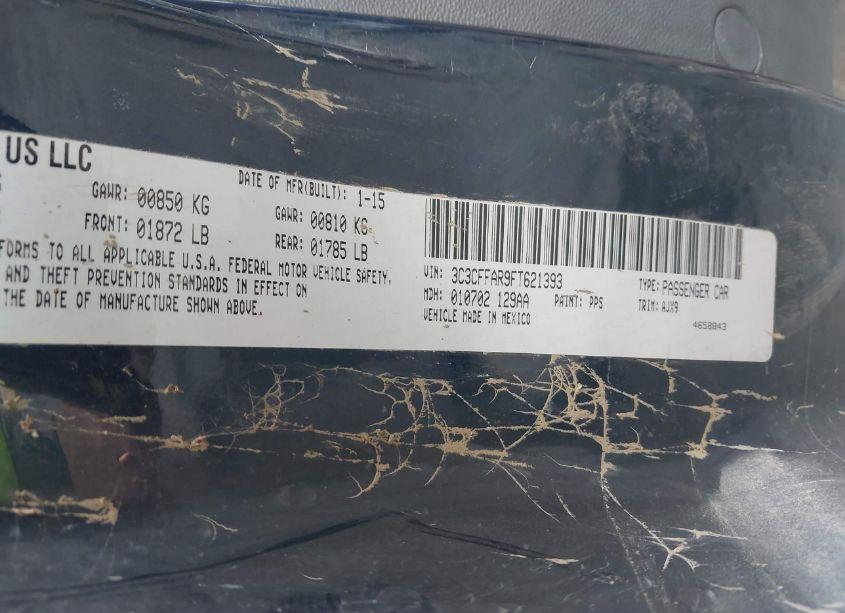 US LLC
DATE OF MFR(BUILT): 1-15
GAWR: 00850 KG GAWR: 00810 KG
FRONT: 01872 LB REAR: 01785 LB
FORMS TO ALL APPLICABLE U.S.A. FEDERAL MOTOR VEHICLE SAFETY,
AND THEFT PREVENTION STANDARDS IN EFFECT ON
THE DATE OF MANUFACTURE SHOWN ABOVE.
VIN: 3C3CFFAR9FT621393 TYPE: PASSENGER CAR
MDH: 010702 129AA PAINT: PPS TRIM: AJX9
VEHICLE MADE IN MEXICO 4658843